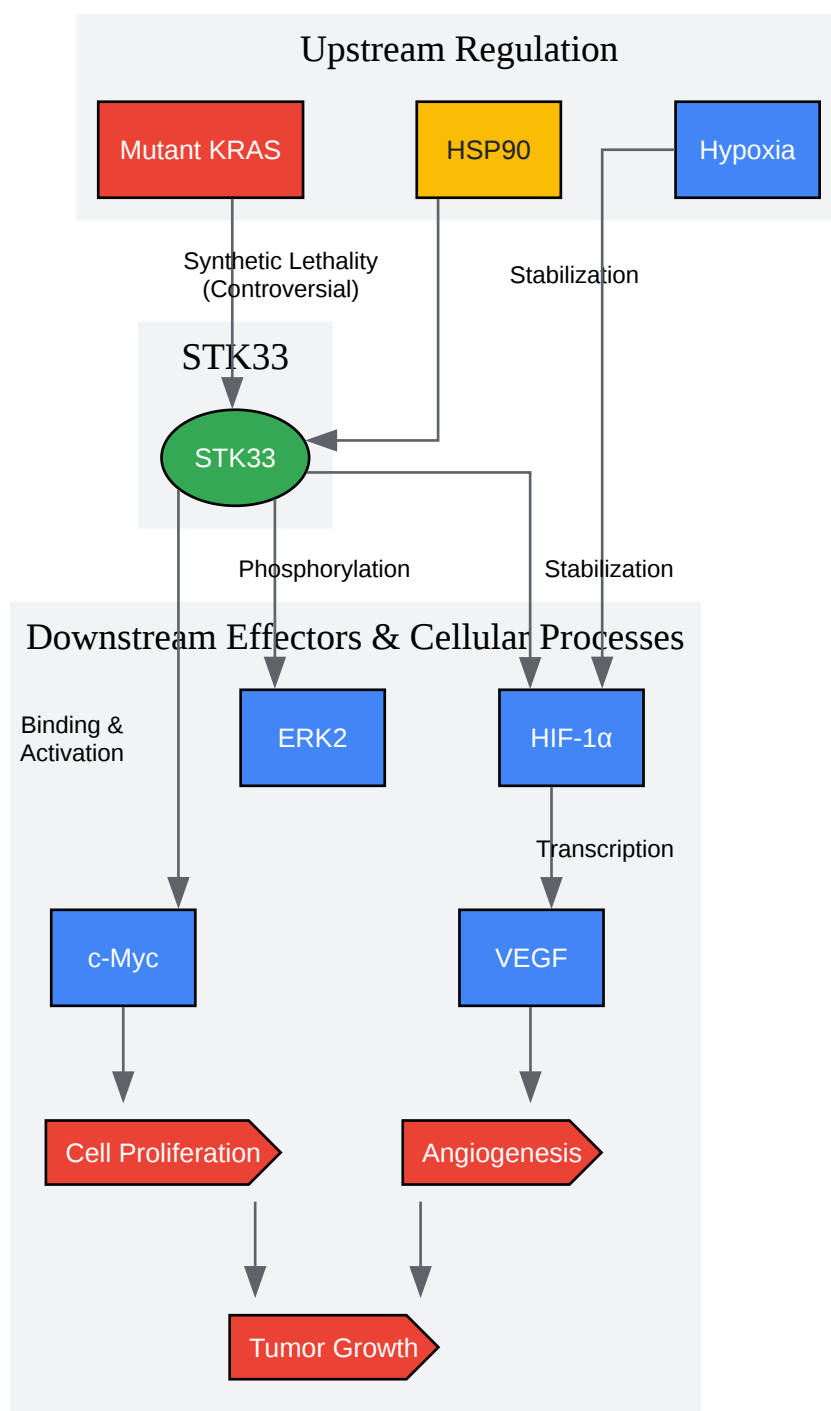 Upstream Regulation
Mutant KRAS
HSP90
Hypoxia
Synthetic Lethality
(Controversial)
Stabilization
STK33
STK33
Phosphorylation
Stabilization
Downstream Effectors & Cellular Processes
Binding &
Activation
ERK2
HIF-1α
Transcription
c-Myc
VEGF
Cell Proliferation
Angiogenesis
Tumor Growth